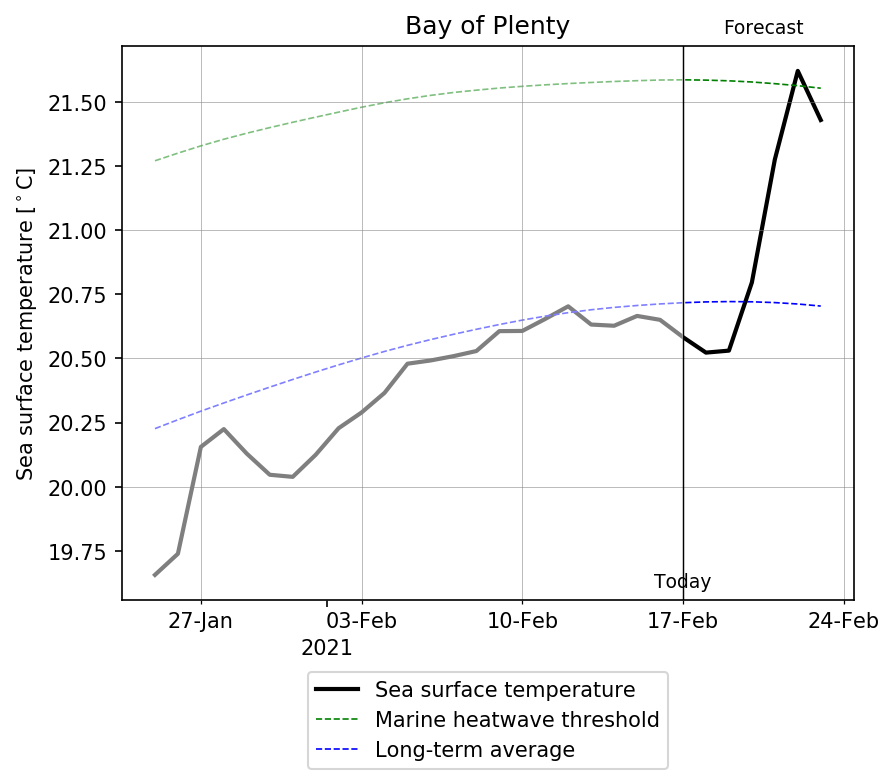 Bay of Plenty
Forecast
Sea surface temperature [°C]
21.50
21.25
21.00
20.75
20.50
20.25
20.00
19.75
Today
27-Jan
03-Feb
10-Feb
17-Feb
24-Feb
2021
Sea surface temperature
Marine heatwave threshold
Long-term average